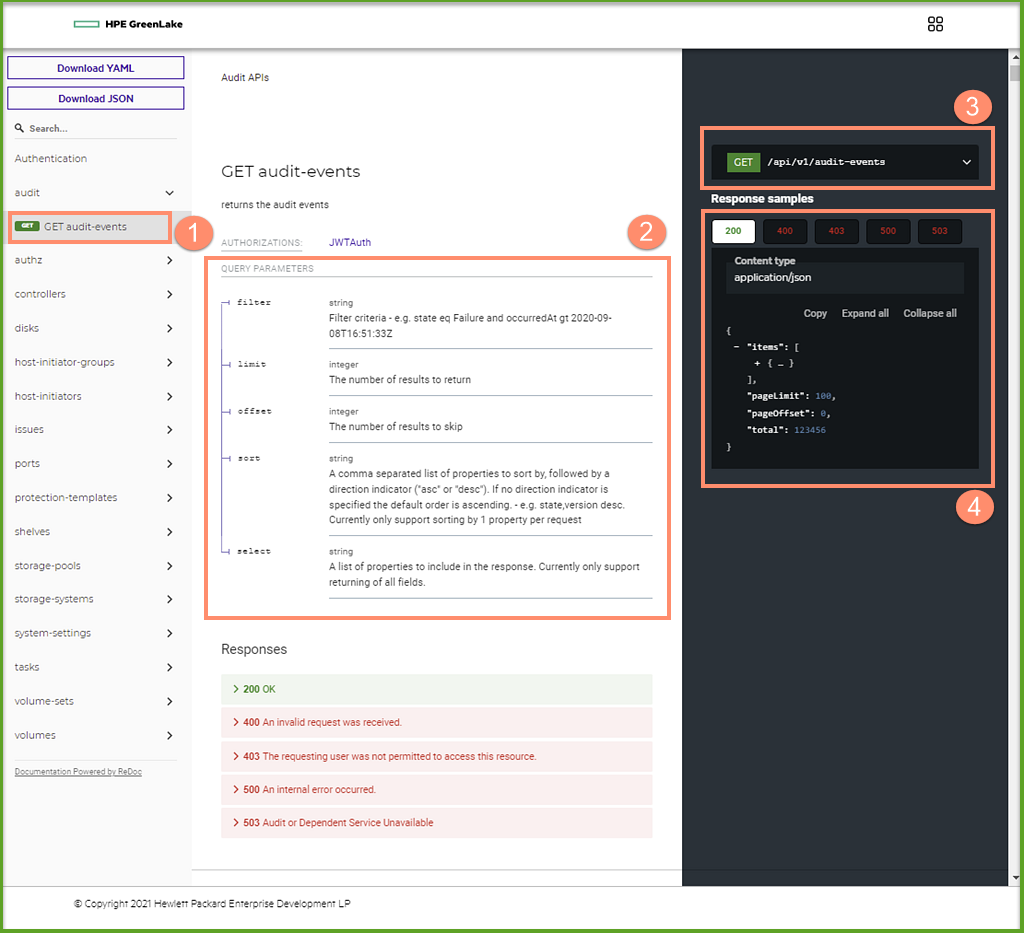 HPE GreenLake
Download YAML
Download JSON
Search...
Authentication
audit
GET GET audit-events
authz
controllers
disks
host-initiator-groups
host-initiators
issues
ports
protection-templates
shelves
storage-pools
storage-systems
system-settings
tasks
volume-sets
volumes
Documentation Powered by ReDoc
1
Audit APIs
GET audit-events
returns the audit events
AUTHORIZATIONS: JWTAuth
2
QUERY PARAMETERS
filter string
Filter criteria - e.g. state eq Failure and occurredAt gt 2020-09-
08T16:51:33Z
limit integer
The number of results to return
offset integer
The number of results to skip
sort string
A comma separated list of properties to sort by, followed by a
direction indicator ("asc" or "desc"). If no direction indicator is
specified the default order is ascending. - e.g. state,version desc.
Currently only support sorting by 1 property per request
select string
A list of properties to include in the response. Currently only support
returning of all fields.
Responses
200 OK
400 An invalid request was received.
403 The requesting user was not permitted to access this resource.
500 An internal error occurred.
503 Audit or Dependent Service Unavailable
3
GET /api/v1/audit-events
Response samples
200 400 403 500 503
Content type
application/json
Copy Expand all Collapse all
{
- "items": [
+ { … }
],
"pageLimit": 100,
"pageOffset": 0,
"total": 123456
}
4
© Copyright 2021 Hewlett Packard Enterprise Development LP